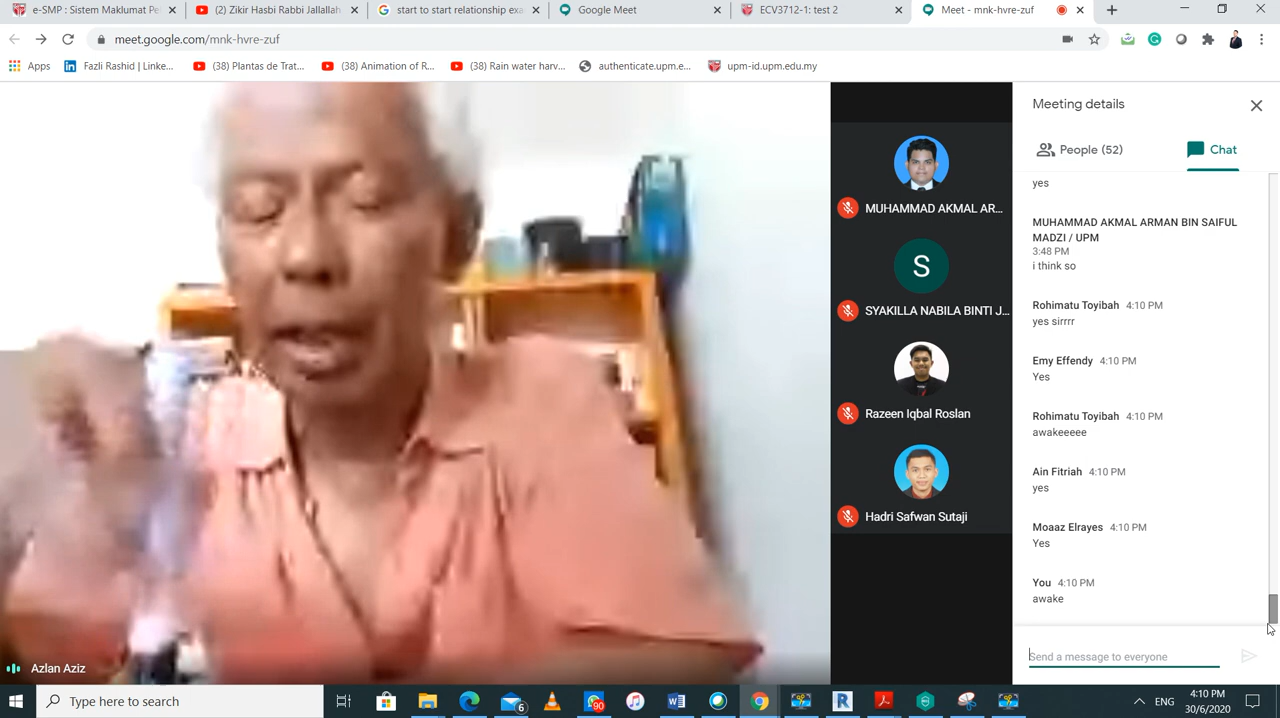 e-SMP : Sistem Maklumat Pel
(2) Zikir Hasbi Rabbi Jallallah
start to start relationship exa
Google Meet
ECV3712-1: test 2
Meet - mnk-hvre-zuf
meet.google.com/mnk-hvre-zuf
Apps
Fazli Rashid | Linke...
(38) Plantas de Trat...
(38) Animation of R...
(38) Rain water harv...
authenticate.upm.e...
upm-id.upm.edu.my
Meeting details
People (52)
Chat
yes
MUHAMMAD AKMAL ARMAN BIN SAIFUL
MADZI / UPM
3:48 PM
i think so
Rohimatu Toyibah 4:10 PM
yes sirrrr
Emy Effendy 4:10 PM
Yes
Rohimatu Toyibah 4:10 PM
awakeeeee
Ain Fitriah 4:10 PM
yes
Moaaz Elrayes 4:10 PM
Yes
You 4:10 PM
awake
Send a message to everyone
MUHAMMAD AKMAL AR...
S
SYAKILLA NABILA BINTI J...
Razeen Iqbal Roslan
Hadri Safwan Sutaji
Azlan Aziz
Type here to search
6
90
ENG
4:10 PM
30/6/2020